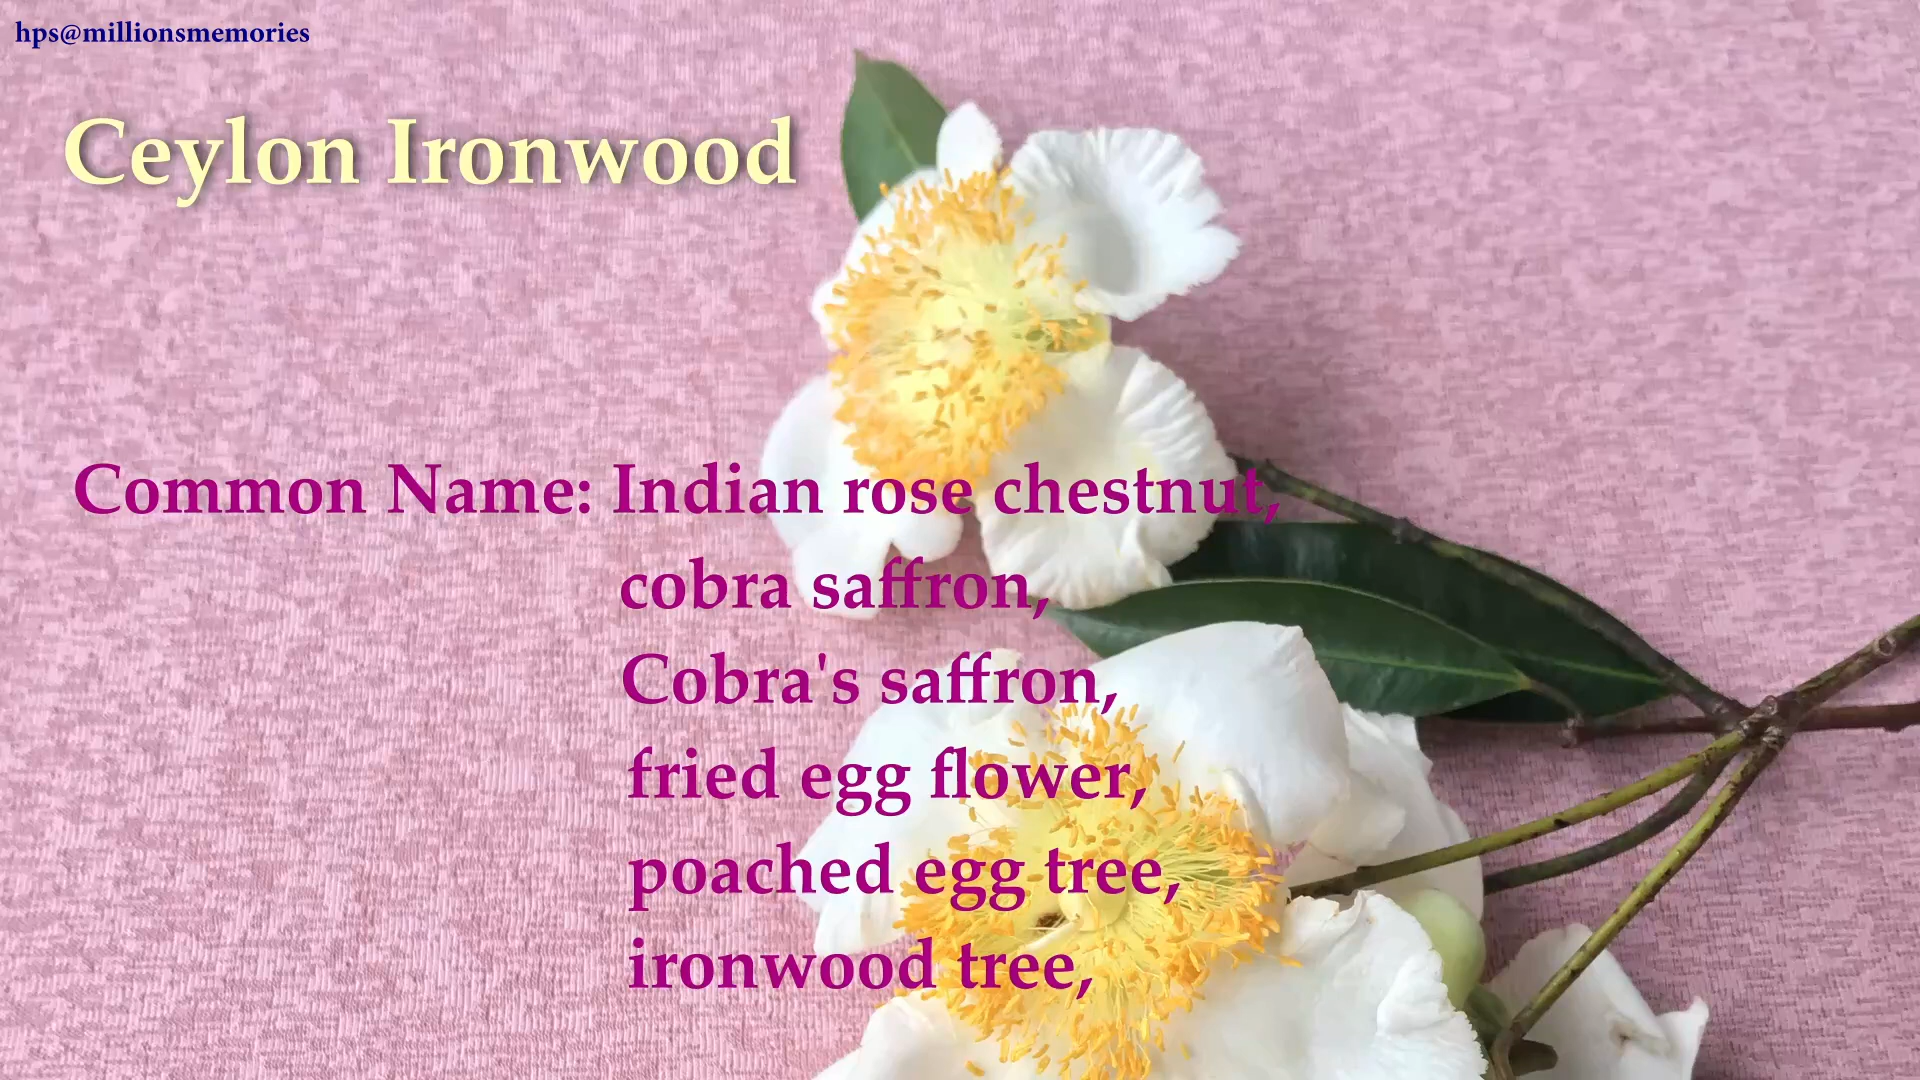 hps@millionsmemories
Ceylon Ironwood
Common Name: Indian rose chestnut,
cobra saffron,
Cobra's saffron,
fried egg flower,
poached egg tree,
ironwood tree,